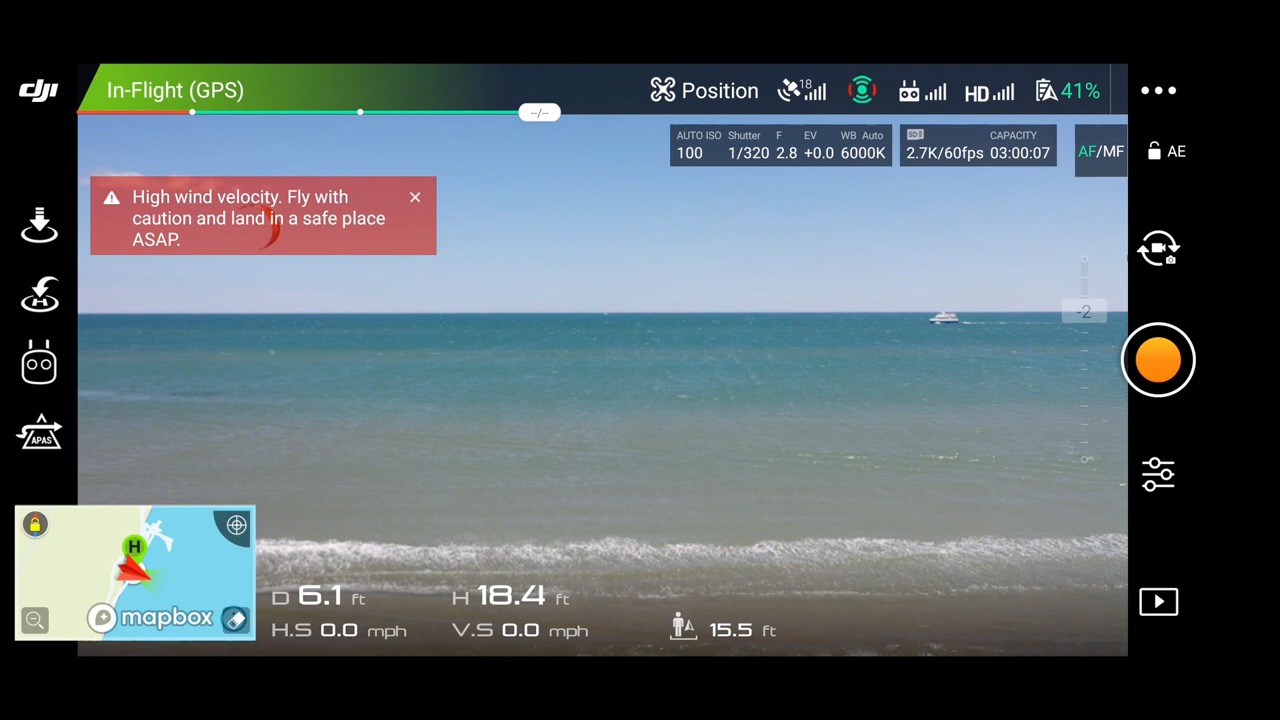 dji
In-Flight (GPS)
Position
18
HD
41%
--/--
AUTO ISO Shutter F EV WB Auto
100 1/320 2.8 +0.0 6000K
SD CAPACITY
2.7K/60fps 03:00:07
AF/MF
AE
High wind velocity. Fly with
caution and land in a safe place
ASAP.
-2
APAS
H
mapbox
D 6.1 ft
H 18.4 ft
H.S 0.0 mph
V.S 0.0 mph
15.5 ft